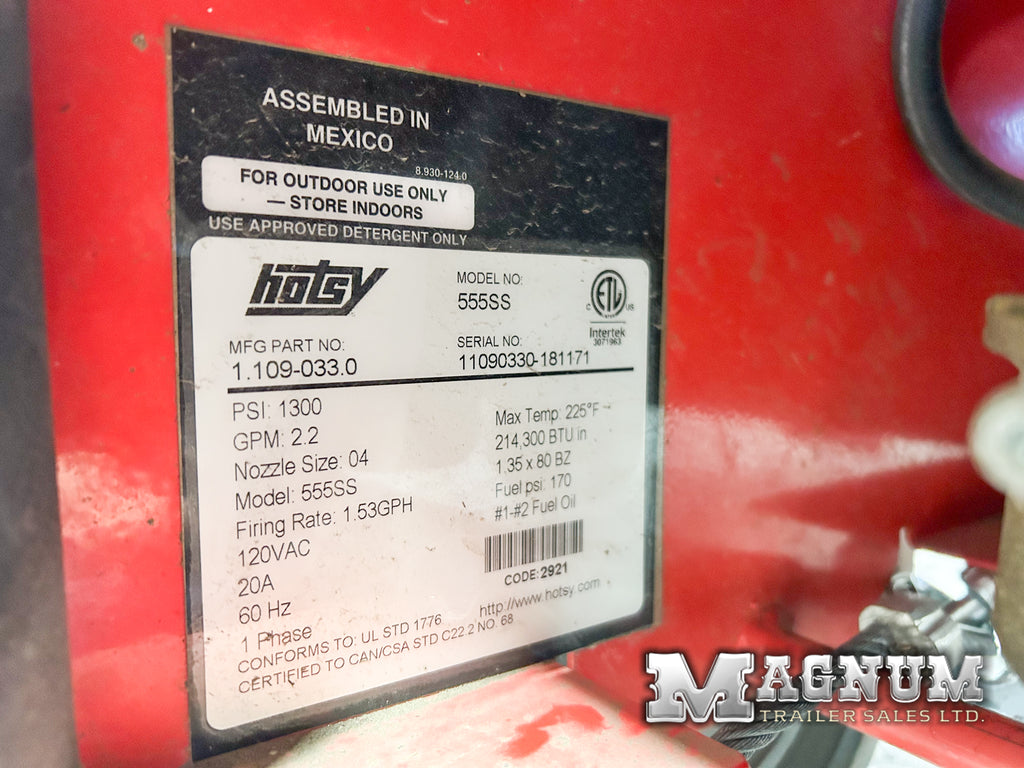 ASSEMBLED IN
MEXICO
8.930-124.0
FOR OUTDOOR USE ONLY
— STORE INDOORS
USE APPROVED DETERGENT ONLY
hotsy
MODEL NO:
555SS
C ETL US
Intertek
3071963
MFG PART NO:
1.109-033.0
SERIAL NO:
11090330-181171
PSI: 1300
GPM: 2.2
Nozzle Size: 04
Model: 555SS
Firing Rate: 1.53GPH
120VAC
20A
60 Hz
1 Phase
Max Temp: 225°F
214,300 BTU in
1.35 x 80 BZ
Fuel psi: 170
#1-#2 Fuel Oil
CODE: 2921
http://www.hotsy.com
CONFORMS TO: UL STD 1776
CERTIFIED TO CAN/CSA STD C22.2 NO. 68
MAGNUM
TRAILER SALES LTD.